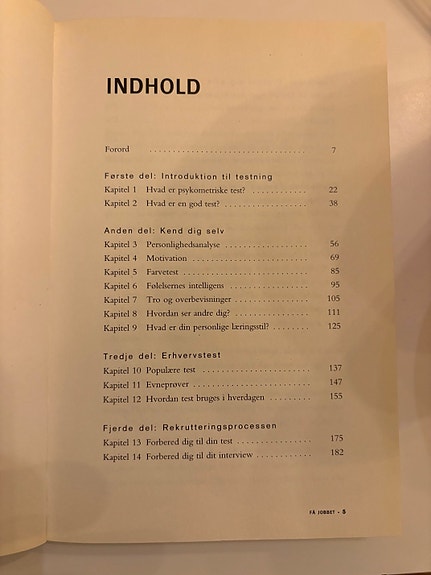 INDHOLD
Forord . . . . . . . . . . . . . . . . . . . . . . . . . . . . . . . . 7
Første del: Introduktion til testning
Kapitel 1 Hvad er psykometriske test? . . . . . . . . . . . 22
Kapitel 2 Hvad er en god test? . . . . . . . . . . . . . . . . . 38
Anden del: Kend dig selv
Kapitel 3 Personlighedsanalyse . . . . . . . . . . . . . . . . 56
Kapitel 4 Motivation . . . . . . . . . . . . . . . . . . . . . . . . 69
Kapitel 5 Farvetest . . . . . . . . . . . . . . . . . . . . . . . . . 85
Kapitel 6 Følelsernes intelligens . . . . . . . . . . . . . . . . 95
Kapitel 7 Tro og overbevisninger . . . . . . . . . . . . . . . 105
Kapitel 8 Hvordan ser andre dig? . . . . . . . . . . . . . . . 111
Kapitel 9 Hvad er din personlige læringsstil? . . . . . . . . 125
Tredje del: Erhvervstest
Kapitel 10 Populære test . . . . . . . . . . . . . . . . . . . . . . 137
Kapitel 11 Evneprøver . . . . . . . . . . . . . . . . . . . . . . . 147
Kapitel 12 Hvordan test bruges i hverdagen . . . . . . . . 155
Fjerde del: Rekrutteringsprocessen
Kapitel 13 Forbered dig til din test . . . . . . . . . . . . . . . 175
Kapitel 14 Forbered dig til dit interview . . . . . . . . . . . 182
FÅ JOBBET - 5